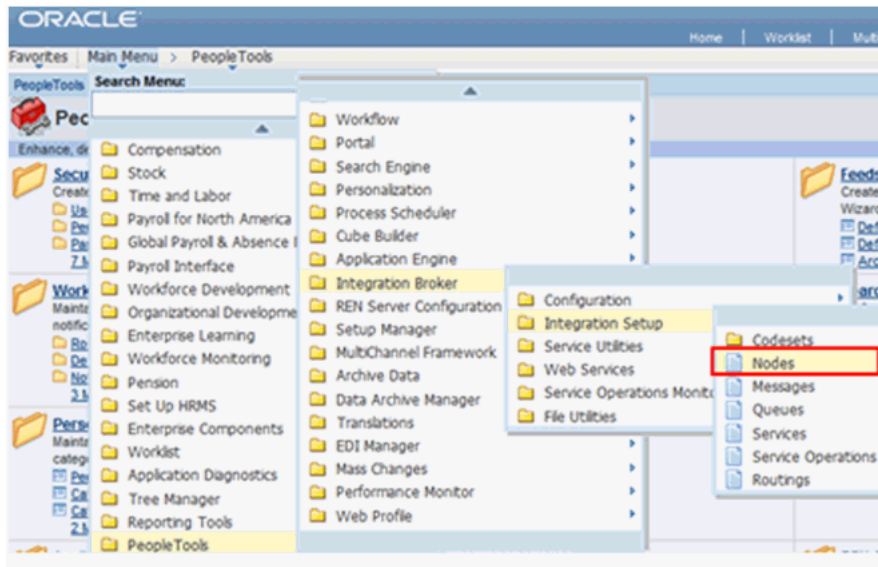 ORACLE
Home | Worklist |
Favorites Main Menu > PeopleTools
PeopleTools
Search Menu:
Compensation
Stock
Time and Labor
Payroll for North America
Global Payroll & Absence
Payroll Interface
Workforce Development
Organizational Developme
Enterprise Learning
Workforce Monitoring
Pension
Set Up HRMS
Enterprise Components
Worklist
Application Diagnostics
Tree Manager
Reporting Tools
PeopleTools
Workflow
Portal
Search Engine
Personalization
Process Scheduler
Cube Builder
Application Engine
Integration Broker
REN Server Configuration
Setup Manager
MultiChannel Framework
Archive Data
Data Archive Manager
Translations
EDI Manager
Mass Changes
Performance Monitor
Web Profile
Configuration
Integration Setup
Service Utilities
Web Services
Service Operations Monito
File Utilities
Codesets
Nodes
Messages
Queues
Services
Service Operations
Routings
Feeds
Create
Wizard